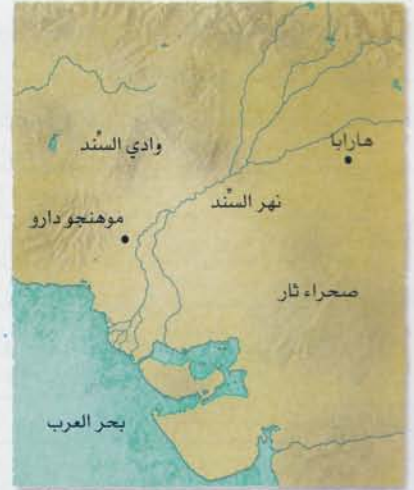 هارابا
وادي السِّند
نهر السِّند
موهنجو دارو
صحراء ثار
بحر العرب